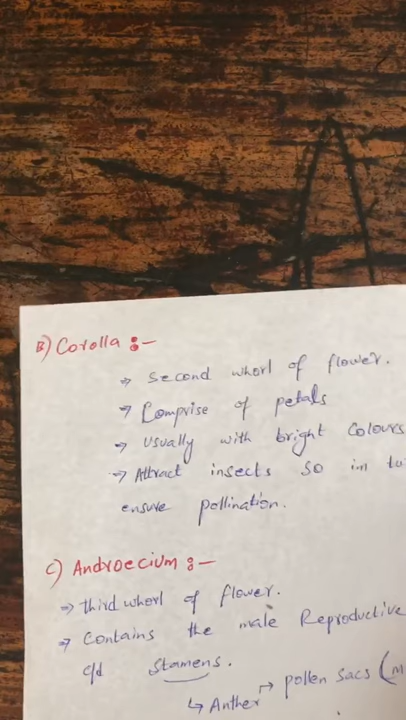 B) Corolla :-
→ Second whorl of flower.
→ Comprise of petals
→ Usually with bright Colours
→ Attract insects so in tu
ensure pollination.
C) Androecium :-
→ third whorl of flower.
→ Contains the male Reproductive
c/d Stamens.
↳ Anther → pollen sacs (m